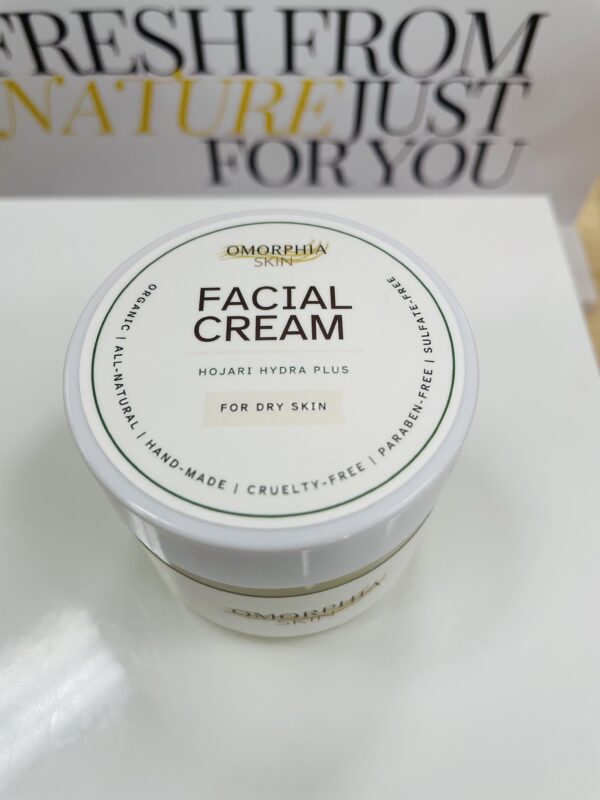 FRESH FROM
NATURE JUST
FOR YOU
OMORPHIA
SKIN
FACIAL
CREAM
HOJARI HYDRA PLUS
FOR DRY SKIN
ORGANIC | ALL-NATURAL | HAND-MADE | CRUELTY-FREE | PARABEN-FREE | SULFATE-FREE
OMORPHIA
SKIN